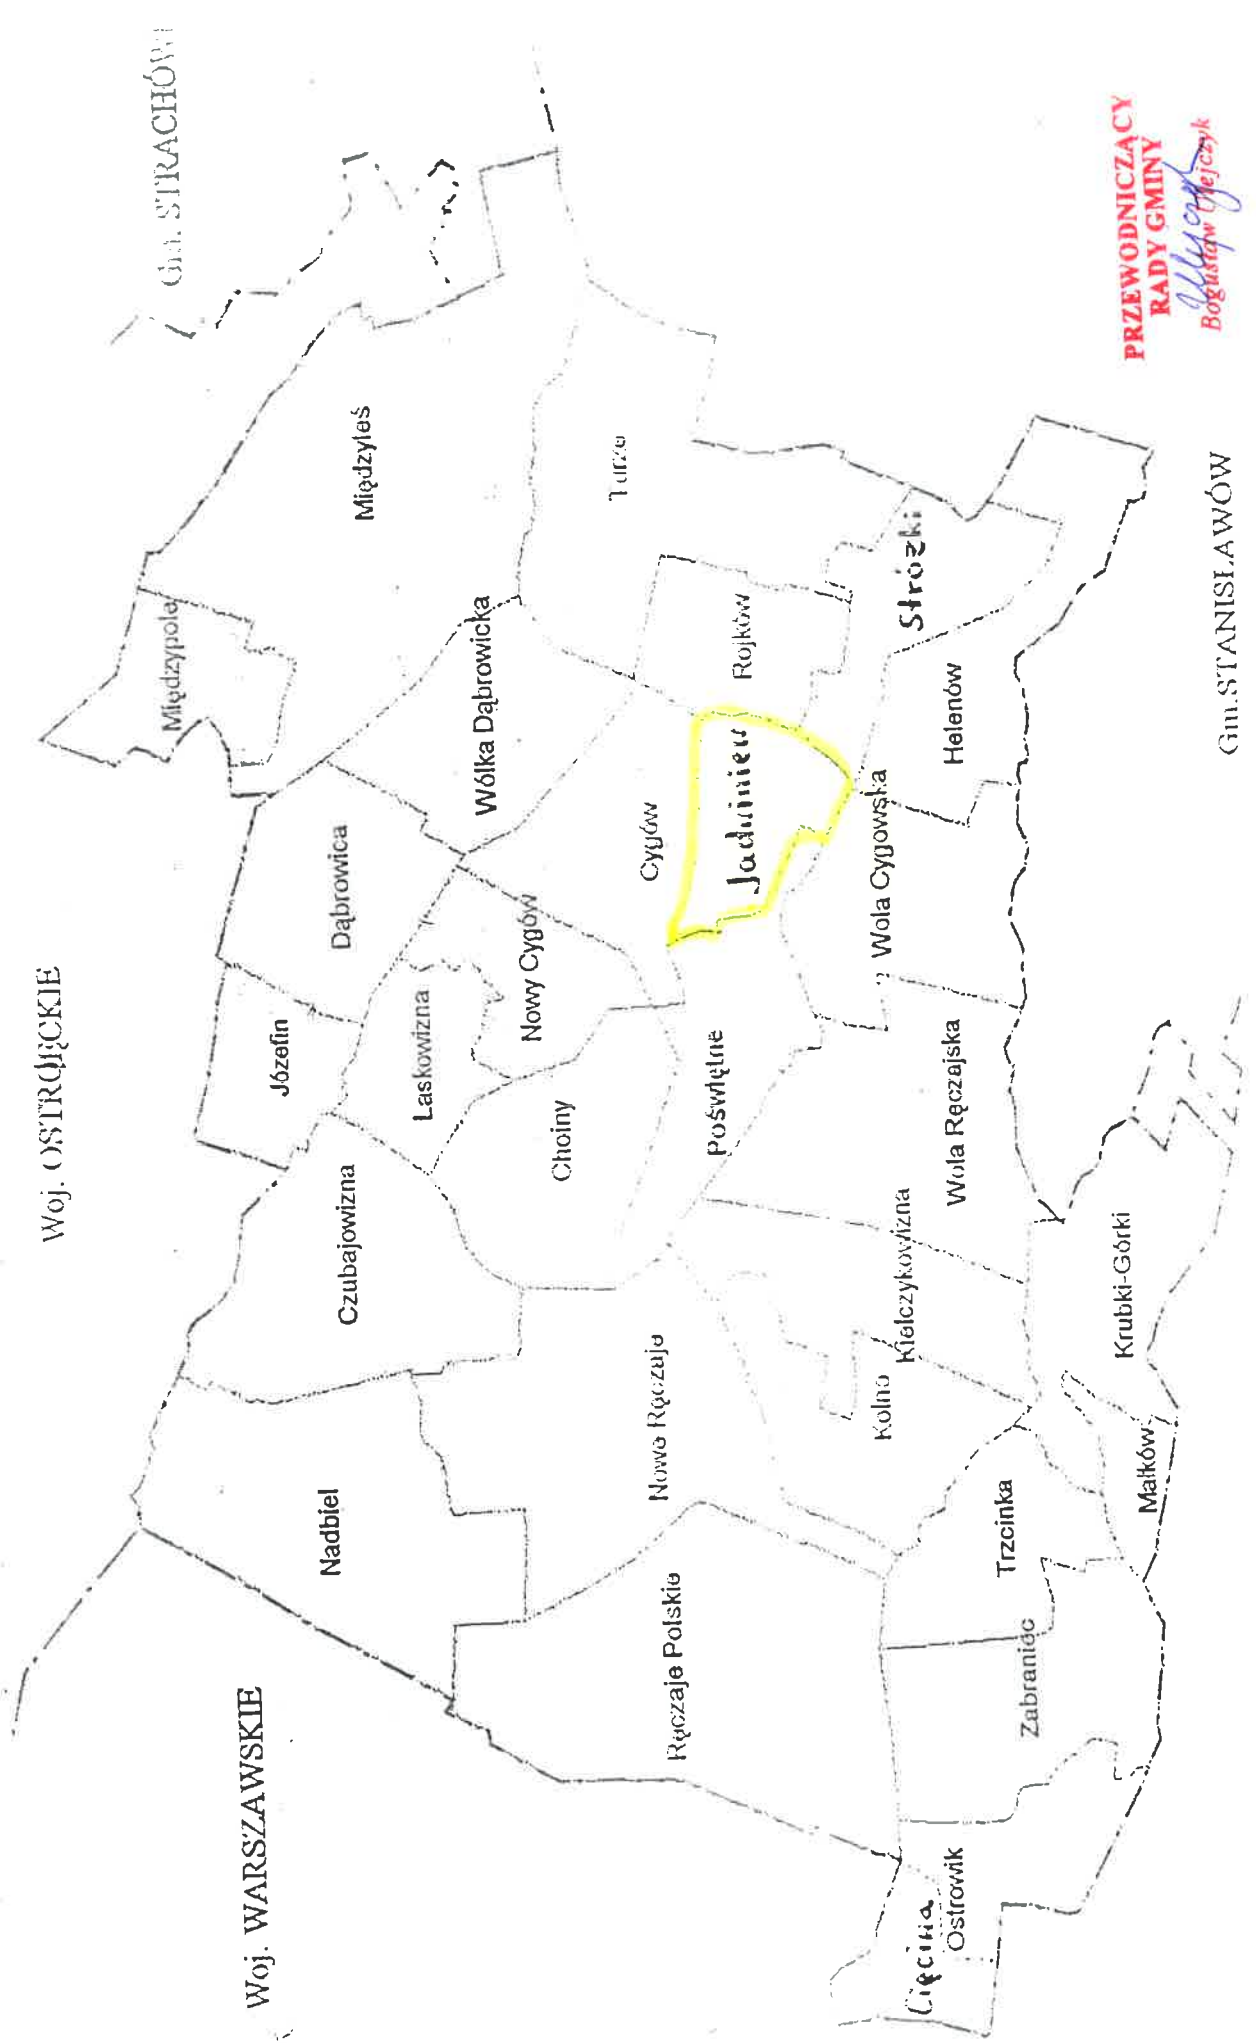 Gm. STRACHÓW
Woj. OSTROŁĘCKIE
Woj. WARSZAWSKIE
Gm.STANISŁAWÓW
Międzypole
Międzyleś
Dąbrowica
Wólka Dąbrowicka
Józefin
Laskowizna
Nowy Cygów
Czubajowizna
Choiny
Cygów
Turze
Rojków
Jadwiniew
Stróżki
Helenów
Wola Cygowska
Poświętne
Wola Ręczajska
Nadbiel
Nowe Ręczaje
Kielczykowizna
Kolno
Krubki-Górki
Małków
Trzcinka
Ręczaje Polskie
Zabraniec
Cięciwa
Ostrowik
PRZEWODNICZĄCY
RADY GMINY
Bogusław